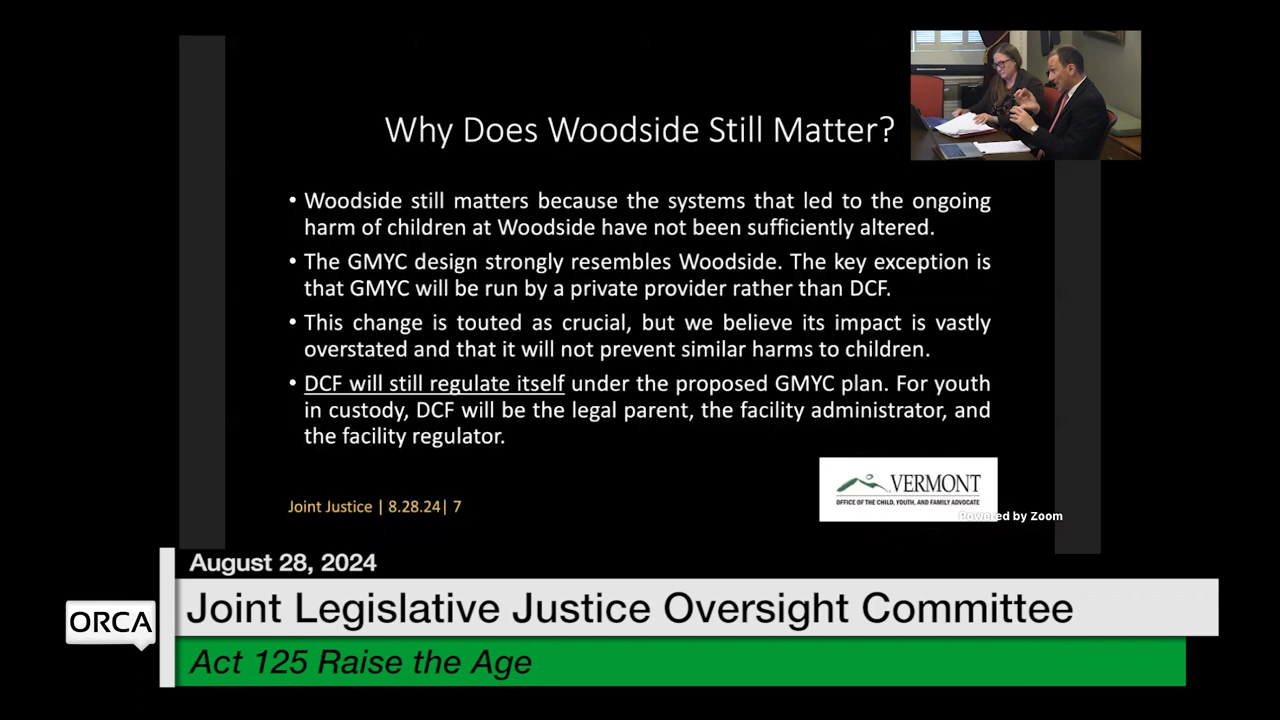 Why Does Woodside Still Matter?
• Woodside still matters because the systems that led to the ongoing
harm of children at Woodside have not been sufficiently altered.
• The GMYC design strongly resembles Woodside. The key exception is
that GMYC will be run by a private provider rather than DCF.
• This change is touted as crucial, but we believe its impact is vastly
overstated and that it will not prevent similar harms to children.
• DCF will still regulate itself under the proposed GMYC plan. For youth
in custody, DCF will be the legal parent, the facility administrator, and
the facility regulator.
VERMONT
OFFICE OF THE CHILD, YOUTH, AND FAMILY ADVOCATE
Joint Justice | 8.28.24| 7
Powered by Zoom
August 28, 2024
ORCA
Joint Legislative Justice Oversight Committee
Act 125 Raise the Age